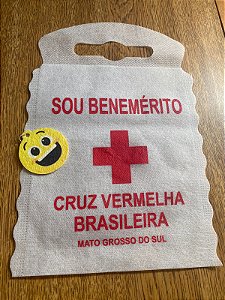 SOU BENEMÉRITO
CRUZ VERMELHA
BRASILEIRA
MATO GROSSO DO SUL